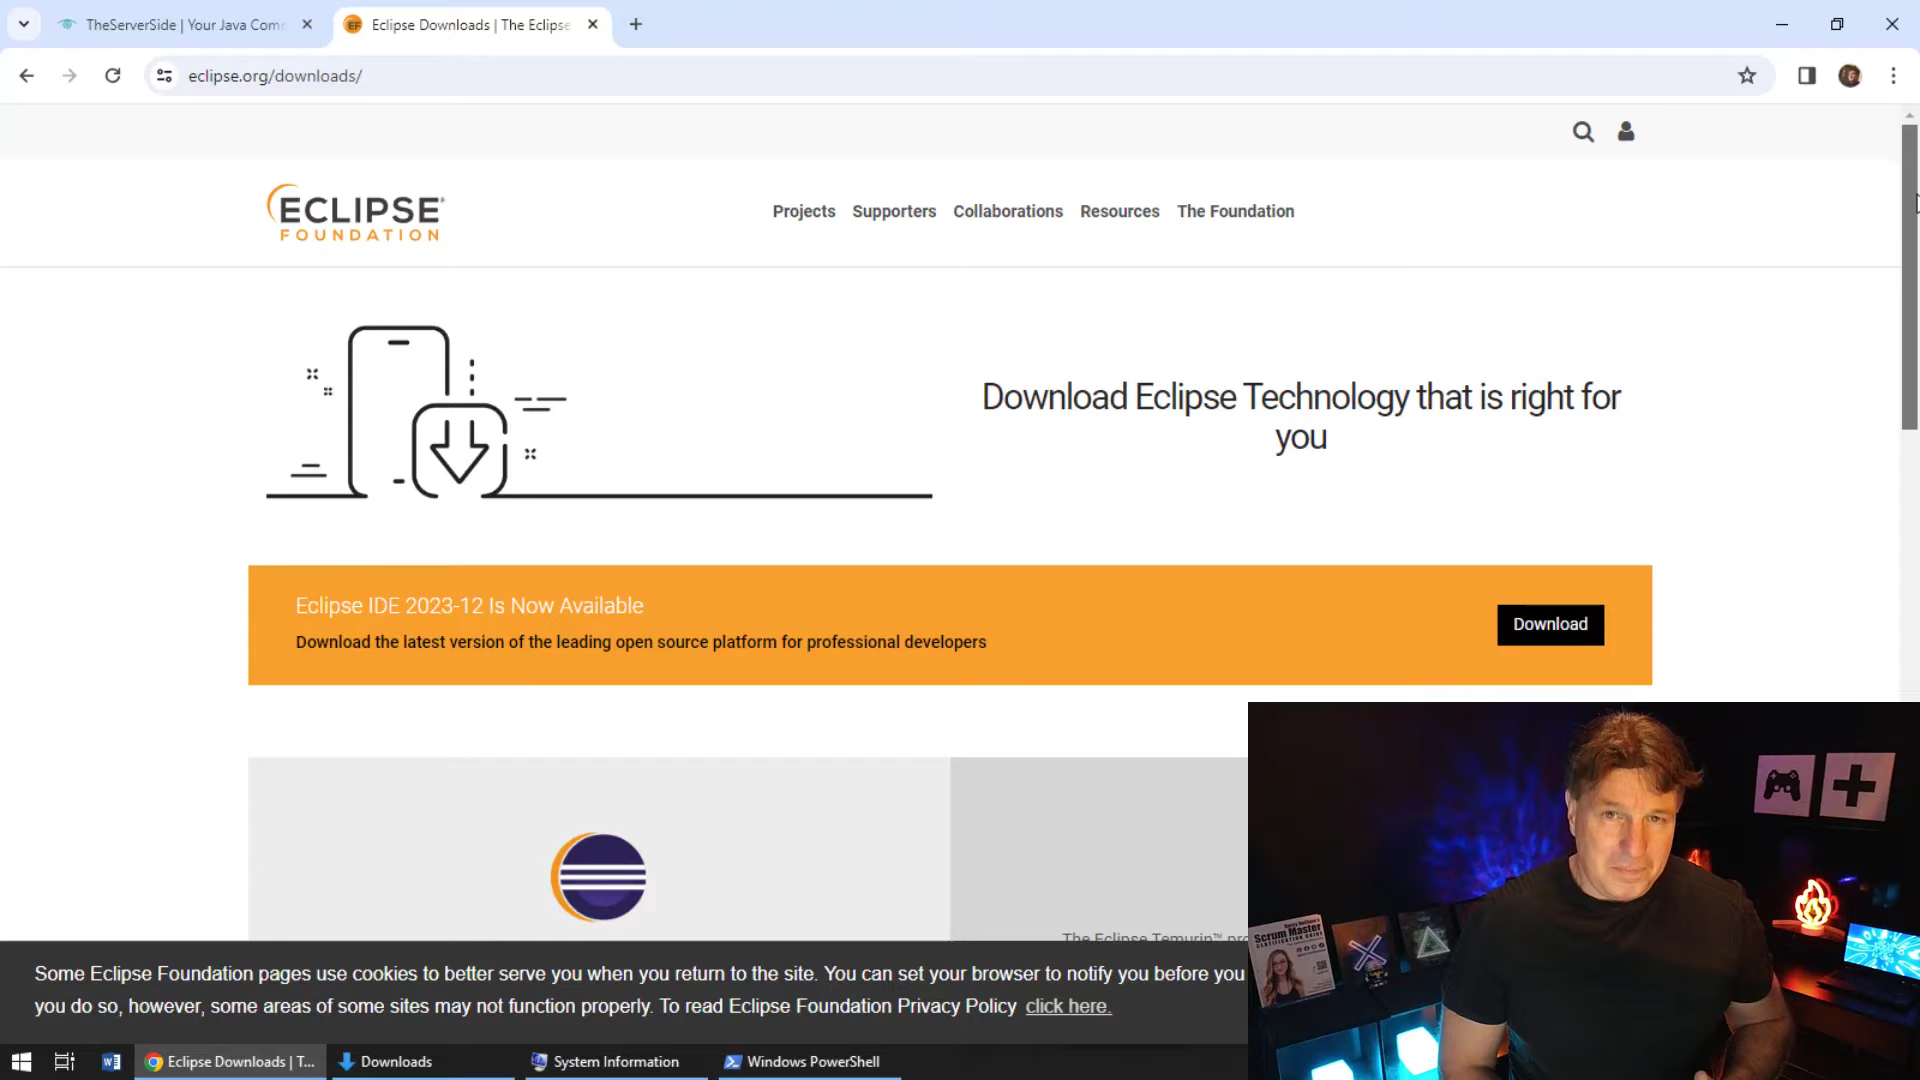 TheServerSide | Your Java Com
Eclipse Downloads | The Eclipse
eclipse.org/downloads/
ECLIPSE
FOUNDATION
Projects Supporters Collaborations Resources The Foundation
Download Eclipse Technology that is right for
you
Eclipse IDE 2023-12 Is Now Available
Download the latest version of the leading open source platform for professional developers
Download
The Eclipse Temurin™ pro
Some Eclipse Foundation pages use cookies to better serve you when you return to the site. You can set your browser to notify you before you
you do so, however, some areas of some sites may not function properly. To read Eclipse Foundation Privacy Policy click here.
Scrum Master
Eclipse Downloads | T...
Downloads
System Information
Windows PowerShell